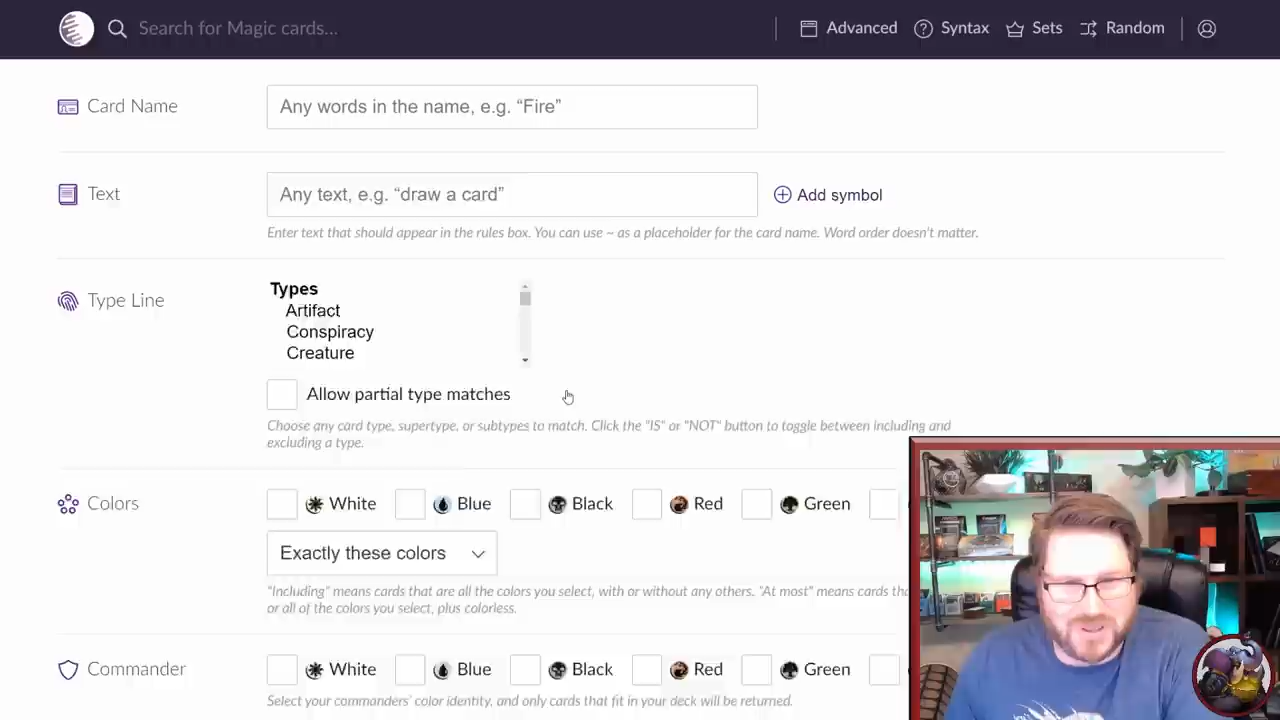 Search for Magic cards...
Advanced
Syntax
Sets
Random
Card Name
Any words in the name, e.g. “Fire”
Text
Any text, e.g. “draw a card”
Add symbol
Enter text that should appear in the rules box. You can use ~ as a placeholder for the card name. Word order doesn't matter.
Type Line
Types
Artifact
Conspiracy
Creature
Allow partial type matches
Choose any card type, supertype, or subtypes to match. Click the "IS" or "NOT" button to toggle between including and
excluding a type.
Colors
White
Blue
Black
Red
Green
Exactly these colors
"Including" means cards that are all the colors you select, with or without any others. "At most" means cards
or all of the colors you select, plus colorless.
Commander
White
Blue
Black
Red
Green
Select your commanders' color identity, and only cards that fit in your deck will be returned.